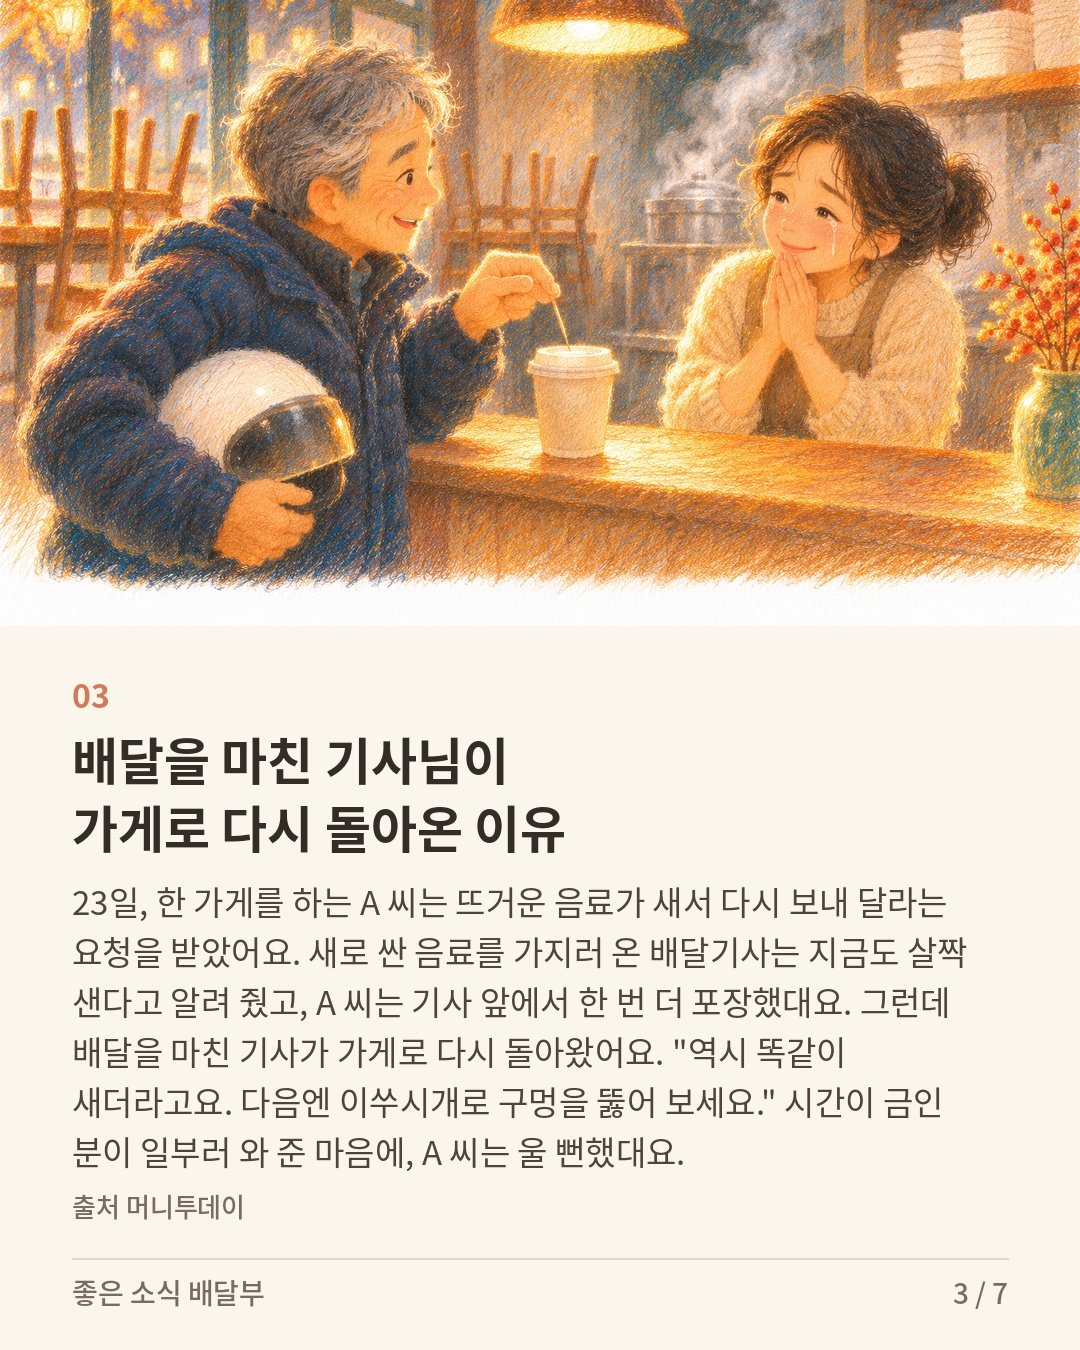 03
배달을 마친 기사님이
가게로 다시 돌아온 이유
23일, 한 가게를 하는 A 씨는 뜨거운 음료가 새서 다시 보내 달라는
요청을 받았어요. 새로 싼 음료를 가지러 온 배달기사는 지금도 살짝
샌다고 알려 줬고, A 씨는 기사 앞에서 한 번 더 포장했대요. 그런데
배달을 마친 기사가 가게로 다시 돌아왔어요. "역시 똑같이
새더라고요. 다음엔 이쑤시개로 구멍을 뚫어 보세요." 시간이 금인
분이 일부러 와 준 마음에, A 씨는 울 뻔했대요.
출처 머니투데이
좋은 소식 배달부
3 / 7